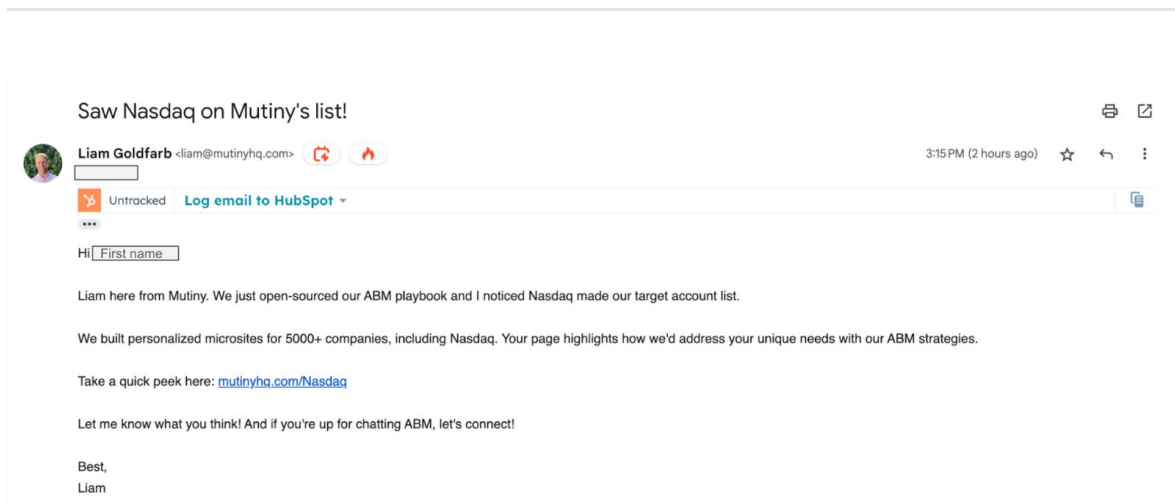 Saw Nasdaq on Mutiny's list!
Liam Goldfarb <liam@mutinyhq.com>
3:15 PM (2 hours ago)
Untracked Log email to HubSpot
Hi First name
Liam here from Mutiny. We just open-sourced our ABM playbook and I noticed Nasdaq made our target account list.
We built personalized microsites for 5000+ companies, including Nasdaq. Your page highlights how we'd address your unique needs with our ABM strategies.
Take a quick peek here: mutinyhq.com/Nasdaq
Let me know what you think! And if you're up for chatting ABM, let's connect!
Best,
Liam